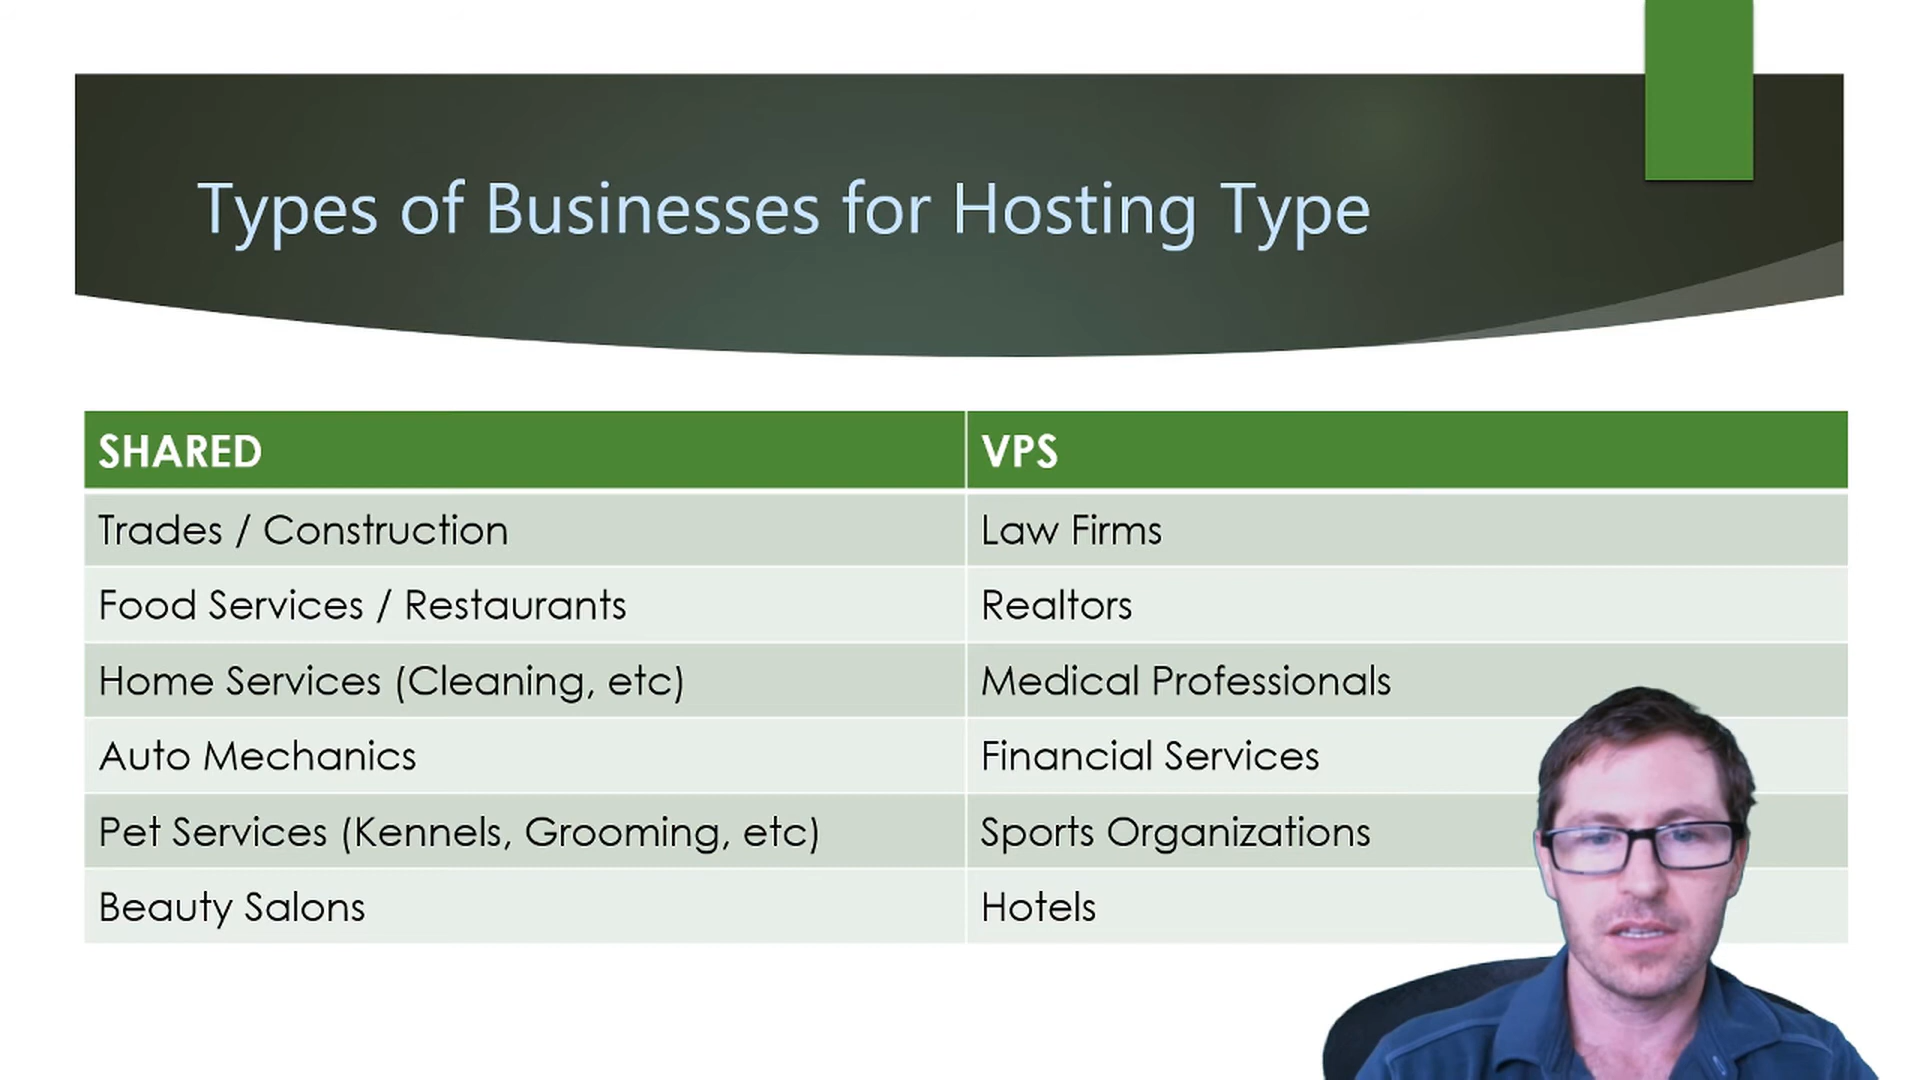 Types of Businesses for Hosting Type
SHARED
VPS
Trades / Construction
Law Firms
Food Services / Restaurants
Realtors
Home Services (Cleaning, etc)
Medical Professionals
Auto Mechanics
Financial Services
Pet Services (Kennels, Grooming, etc)
Sports Organizations
Beauty Salons
Hotels